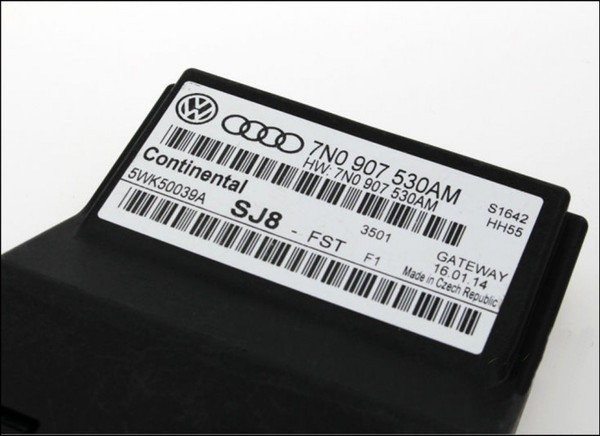 7N0 907 530AM
HW: 7N0 907 530AM
S1642
HH55
Continental
5WK50039A
SJ8 - FST
3501
F1
GATEWAY
16.01.14
Made in Czech Republic